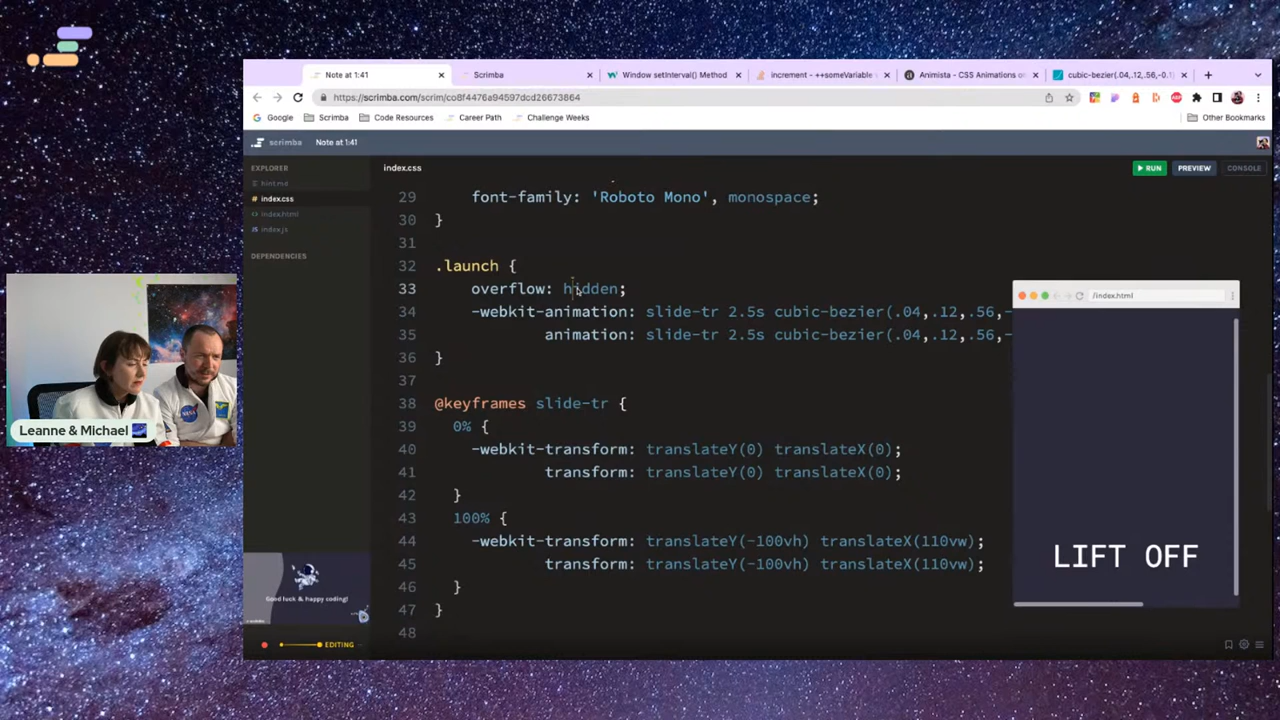 Note at 1:41
Scrimba
Window setInterval() Method
increment - ++someVariable
Animista - CSS Animations o
cubic-bezier(.04,.12,.56,-0.1)
https://scrimba.com/scrim/co8f4476a94597dcd26673864
Google
Scrimba
Code Resources
Career Path
Challenge Weeks
Other Bookmarks
scrimba
Note at 1:41
EXPLORER
hint.md
index.css
index.html
index.js
DEPENDENCIES
index.css
RUN
PREVIEW
CONSOLE
29 font-family: 'Roboto Mono', monospace;
30 }
31
32 .launch {
33 overflow: hidden;
34 -webkit-animation: slide-tr 2.5s cubic-bezier(.04,.12,.56,-
35 animation: slide-tr 2.5s cubic-bezier(.04,.12,.56,-
36 }
37
38 @keyframes slide-tr {
39 0% {
40 -webkit-transform: translateY(0) translateX(0);
41 transform: translateY(0) translateX(0);
42 }
43 100% {
44 -webkit-transform: translateY(-100vh) translateX(110vw);
45 transform: translateY(-100vh) translateX(110vw);
46 }
47 }
48
/index.html
LIFT OFF
Leanne & Michael
NASA
Good luck & happy coding!
EDITING